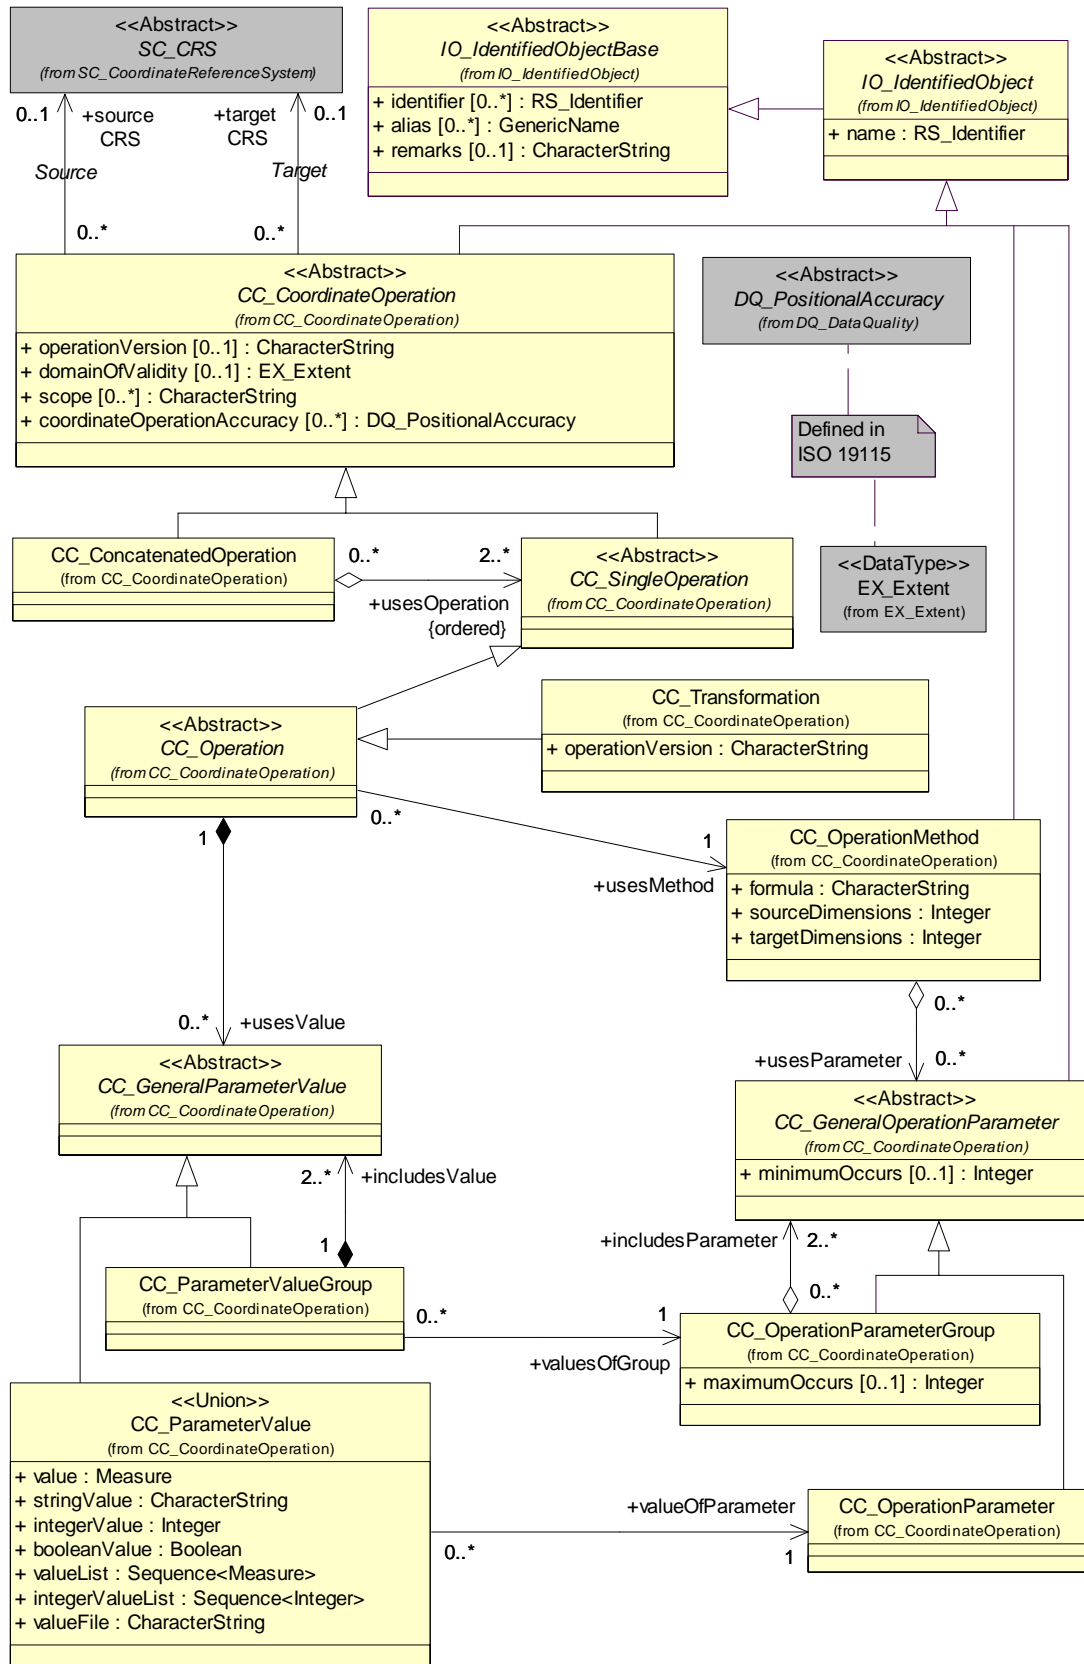 <<Abstract>>
SC_CRS
(from SC_CoordinateReferenceSystem)
<<Abstract>>
IO_IdentifiedObjectBase
(from IO_IdentifiedObject)
+ identifier [0..*] : RS_Identifier
+ alias [0..*] : GenericName
+ remarks [0..1] : CharacterString
<<Abstract>>
IO_IdentifiedObject
(from IO_IdentifiedObject)
+ name : RS_Identifier
0..1
+source
CRS
+target
CRS
0..1
Source
Target
0..*
0..*
<<Abstract>>
CC_CoordinateOperation
(from CC_CoordinateOperation)
+ operationVersion [0..1] : CharacterString
+ domainOfValidity [0..1] : EX_Extent
+ scope [0..*] : CharacterString
+ coordinateOperationAccuracy [0..*] : DQ_PositionalAccuracy
<<Abstract>>
DQ_PositionalAccuracy
(from DQ_DataQuality)
Defined in
ISO 19115
<<DataType>>
EX_Extent
(from EX_Extent)
CC_ConcatenatedOperation
(from CC_CoordinateOperation)
0..*
2..*
+usesOperation
{ordered}
<<Abstract>>
CC_SingleOperation
(from CC_CoordinateOperation)
CC_Transformation
(from CC_CoordinateOperation)
+ operationVersion : CharacterString
<<Abstract>>
CC_Operation
(from CC_CoordinateOperation)
1
0..*
1
+usesMethod
CC_OperationMethod
(from CC_CoordinateOperation)
+ formula : CharacterString
+ sourceDimensions : Integer
+ targetDimensions : Integer
0..*
+usesValue
0..*
+usesParameter
0..*
<<Abstract>>
CC_GeneralParameterValue
(from CC_CoordinateOperation)
<<Abstract>>
CC_GeneralOperationParameter
(from CC_CoordinateOperation)
+ minimumOccurs [0..1] : Integer
2..*
+includesValue
1
+includesParameter
2..*
0..*
CC_ParameterValueGroup
(from CC_CoordinateOperation)
0..*
1
+valuesOfGroup
CC_OperationParameterGroup
(from CC_CoordinateOperation)
+ maximumOccurs [0..1] : Integer
<<Union>>
CC_ParameterValue
(from CC_CoordinateOperation)
+ value : Measure
+ stringValue : CharacterString
+ integerValue : Integer
+ booleanValue : Boolean
+ valueList : Sequence<Measure>
+ integerValueList : Sequence<Integer>
+ valueFile : CharacterString
+valueOfParameter
0..*
1
CC_OperationParameter
(from CC_CoordinateOperation)